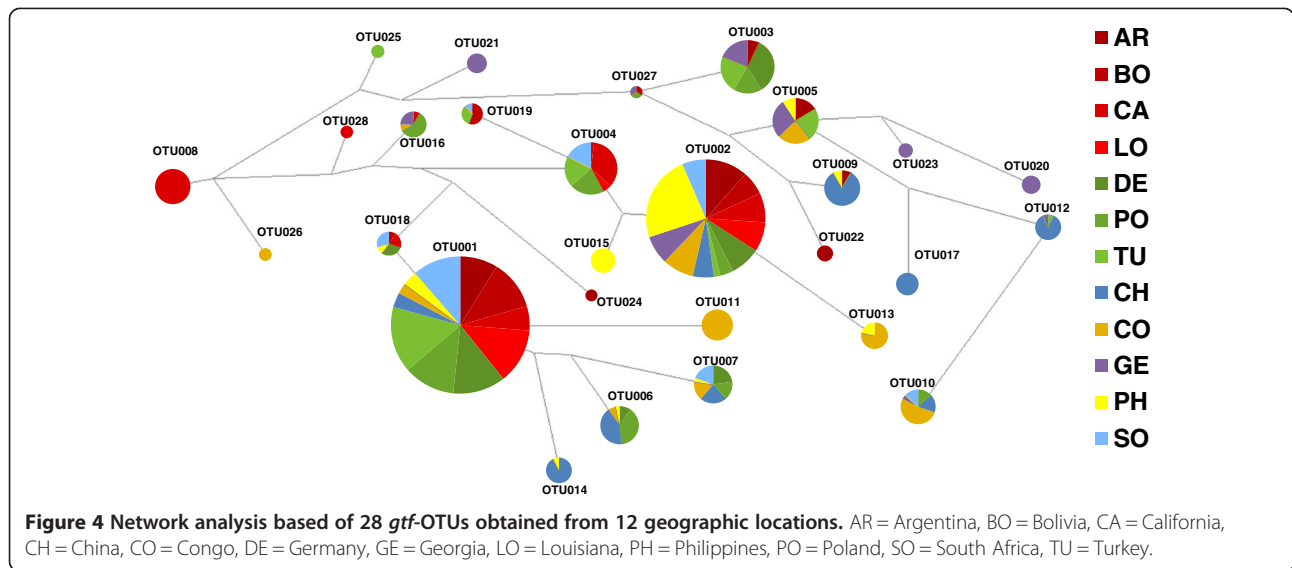 OTU025
OTU021
OTU003
OTU027
OTU005
OTU019
OTU028
OTU016
OTU004
OTU002
OTU008
OTU009
OTU023
OTU020
OTU012
OTU018
OTU026
OTU001
OTU015
OTU022
OTU017
OTU024
OTU011
OTU013
OTU007
OTU010
OTU006
OTU014
AR
BO
CA
LO
DE
PO
TU
CH
CO
GE
PH
SO
Figure 4 Network analysis based of 28 gtf-OTUs obtained from 12 geographic locations. AR = Argentina, BO = Bolivia, CA = California,
CH = China, CO = Congo, DE = Germany, GE = Georgia, LO = Louisiana, PH = Philippines, PO = Poland, SO = South Africa, TU = Turkey.